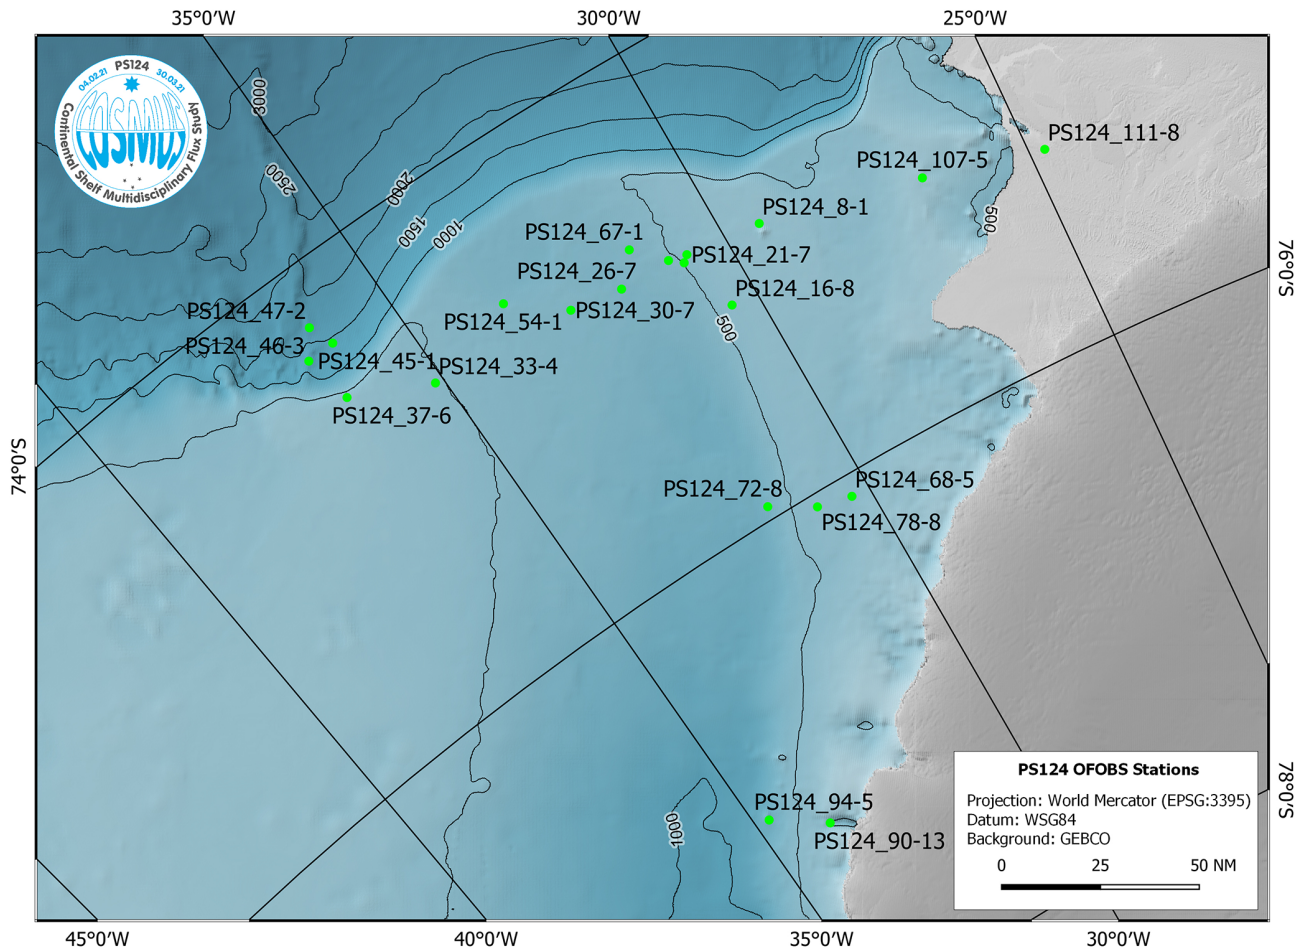 35°0'W
30°0'W
25°0'W
PS124
04.02.21
30.03.21
COSMUS
Continental Shelf Multidisciplinary Flux Study
3000
2500
2000
1500
1000
PS124_111-8
PS124_107-5
PS124_8-1
500
PS124_67-1
PS124_21-7
PS124_26-7
PS124_16-8
PS124_47-2
PS124_54-1
PS124_30-7
500
PS124_46-3
PS124_45-1
PS124_33-4
PS124_37-6
76°0'S
74°0'S
PS124_72-8
PS124_68-5
PS124_78-8
78°0'S
PS124_94-5
PS124_90-13
1000
PS124 OFOBS Stations
Projection: World Mercator (EPSG:3395)
Datum: WSG84
Background: GEBCO
0 25 50 NM
45°0'W
40°0'W
35°0'W
30°0'W